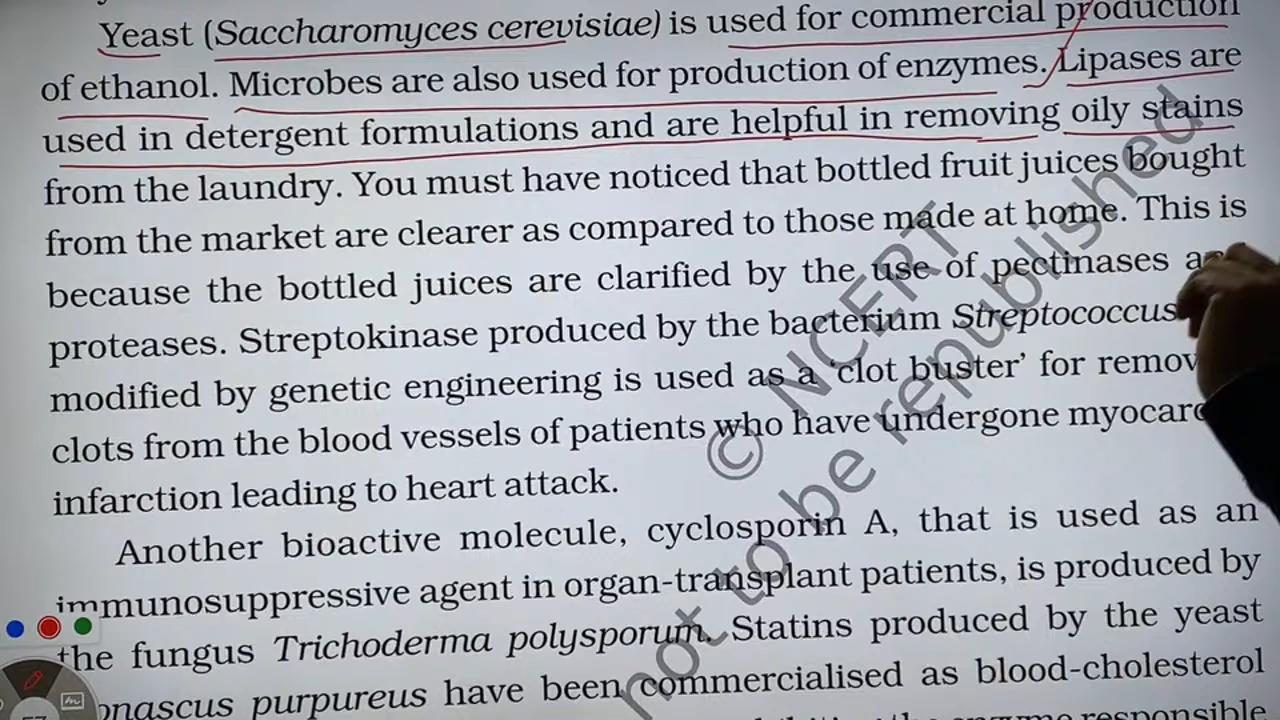 Yeast (Saccharomyces cerevisiae) is used for commercial production
of ethanol. Microbes are also used for production of enzymes. Lipases are
used in detergent formulations and are helpful in removing oily stains
from the laundry. You must have noticed that bottled fruit juices bought
from the market are clearer as compared to those made at home. This is
because the bottled juices are clarified by the use of pectinases
proteases. Streptokinase produced by the bacterium Streptococcus
modified by genetic engineering is used as a 'clot buster' for
clots from the blood vessels of patients who have undergone
infarction leading to heart attack.
Another bioactive molecule, cyclosporin A, that is used as an
immunosuppressive agent in organ-transplant patients, is produced by
the fungus Trichoderma polysporum. Statins produced by the yeast
purpureus have been commercialised as blood-cholesterol
responsible
© NCERT
not to be republished